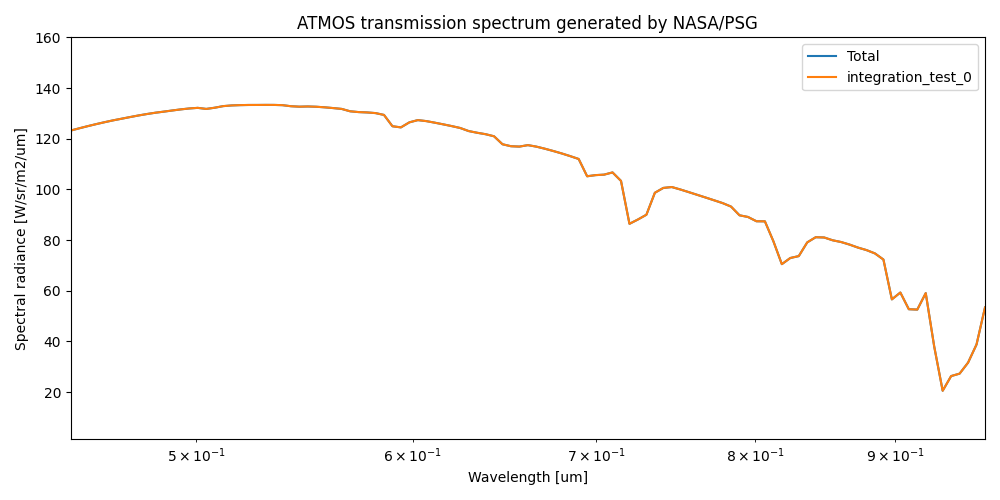 ATMOS transmission spectrum generated by NASA/PSG
Total
integration_test_0
Spectral radiance [W/sr/m2/um]
160
140
120
100
80
60
40
20
5 × 10⁻¹
6 × 10⁻¹
7 × 10⁻¹
8 × 10⁻¹
9 × 10⁻¹
Wavelength [um]